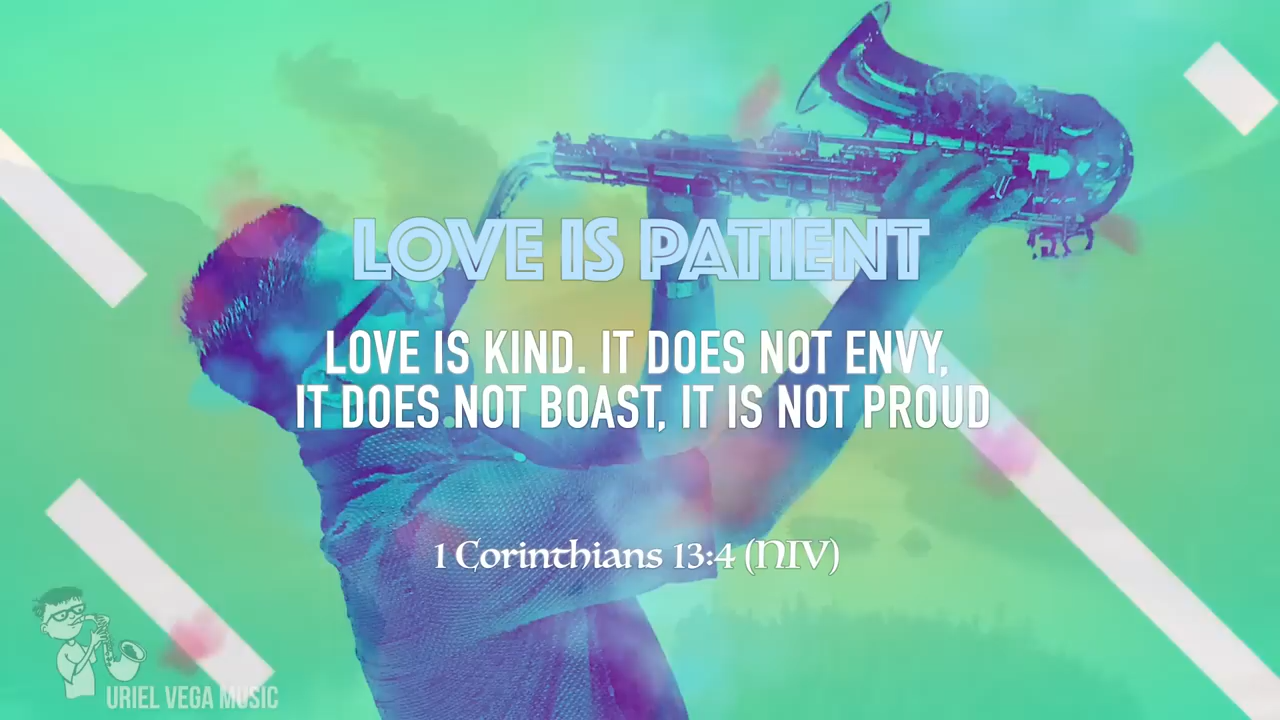 LOVE IS PATIENT
LOVE IS KIND. IT DOES NOT ENVY,
IT DOES NOT BOAST, IT IS NOT PROUD
1 Corinthians 13:4 (NIV)
URIEL VEGA MUSIC